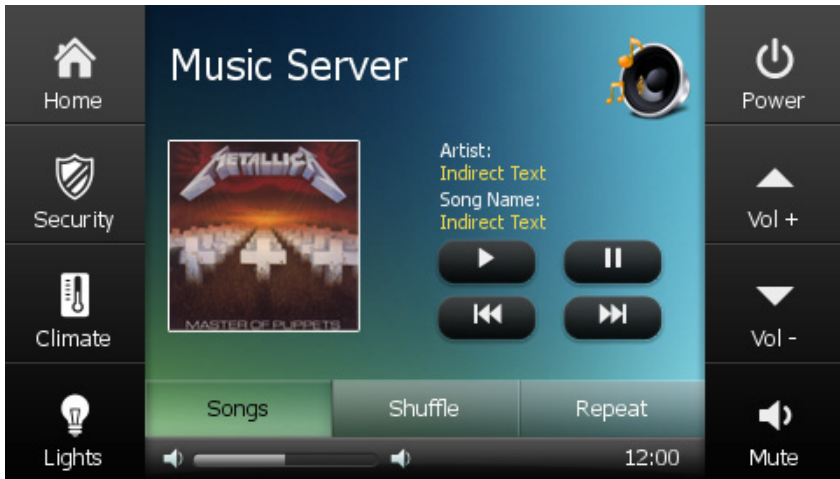 Home
Security
Climate
Lights
Music Server
METALLICA
MASTER OF PUPPETS
Artist:
Indirect Text
Song Name:
Indirect Text
Songs
Shuffle
Repeat
12:00
Power
Vol +
Vol -
Mute